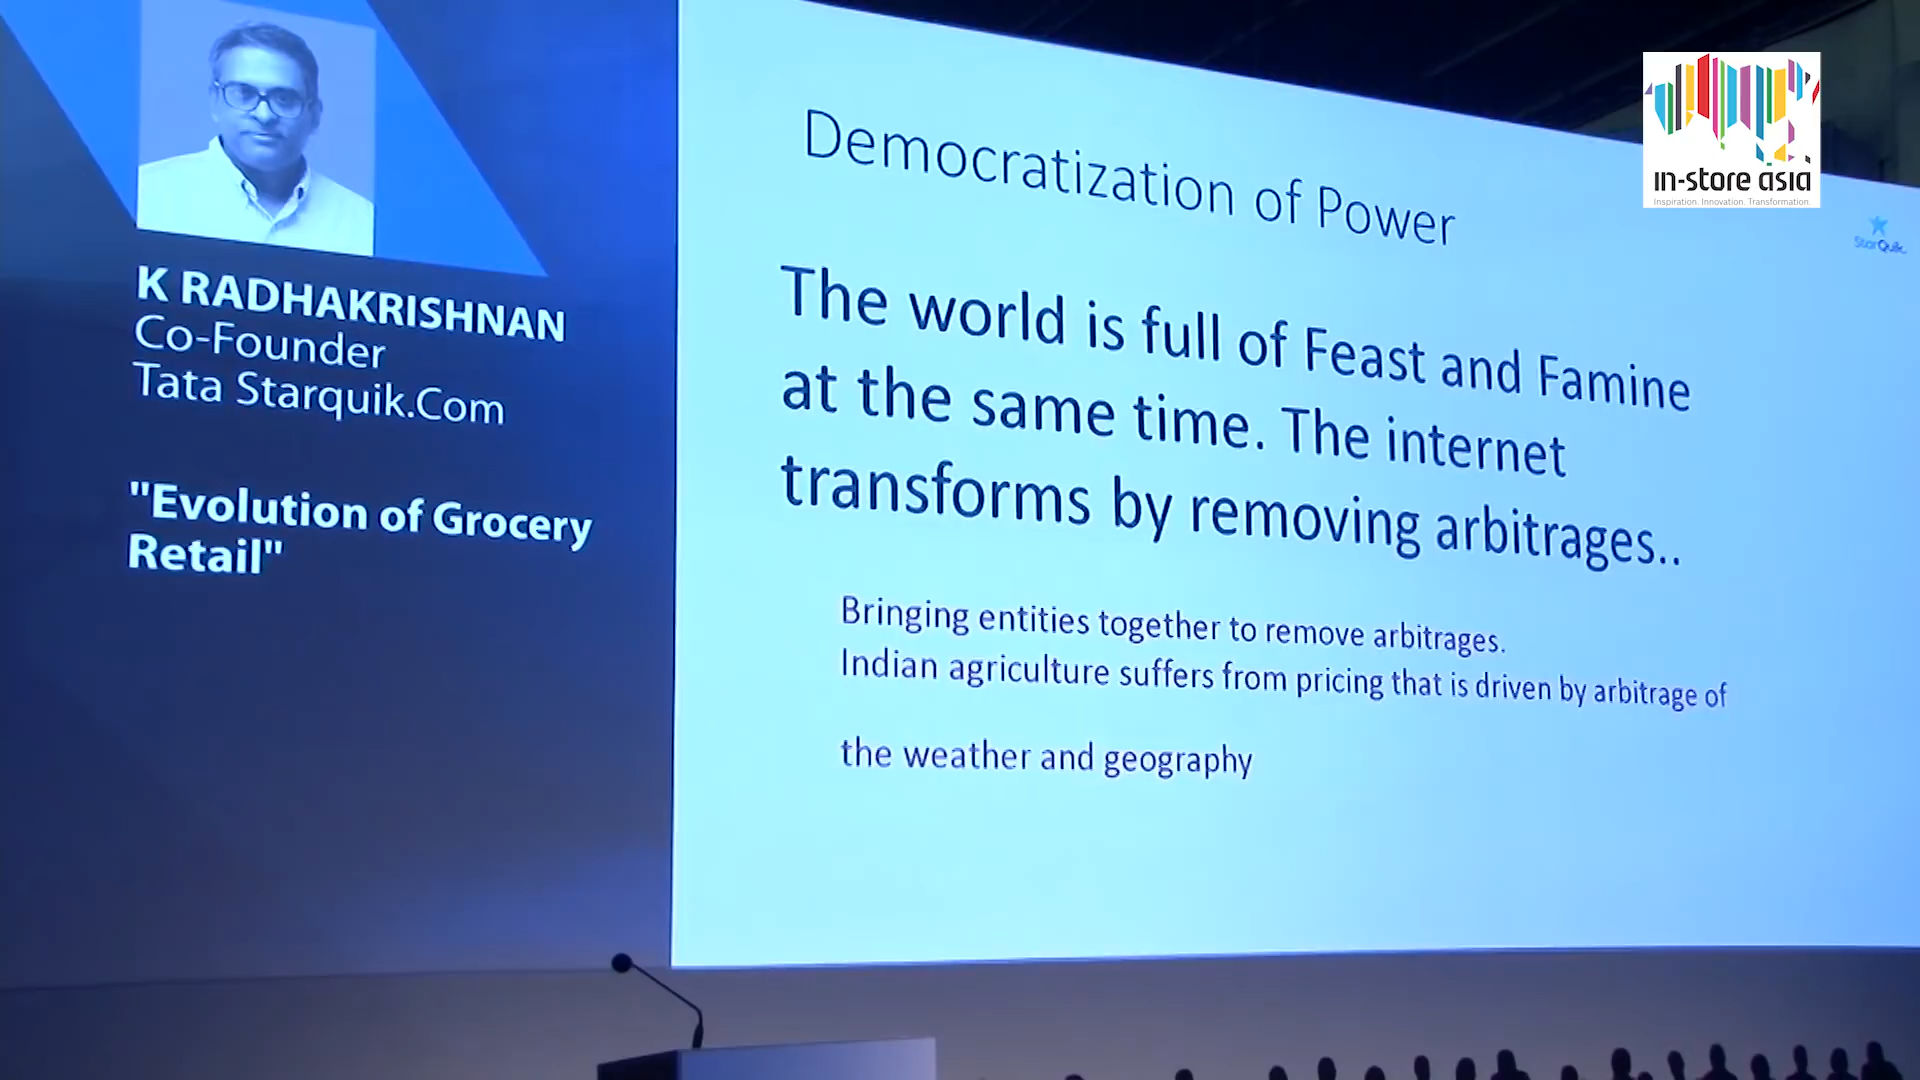 K RADHAKRISHNAN
Co-Founder
Tata Starquik.Com
"Evolution of Grocery
Retail"
Democratization of Power
The world is full of Feast and Famine
at the same time. The internet
transforms by removing arbitrages..
Bringing entities together to remove arbitrages.
Indian agriculture suffers from pricing that is driven by arbitrage of
the weather and geography
in-store asia
Inspiration. Innovation. Transformation.
StarQuik